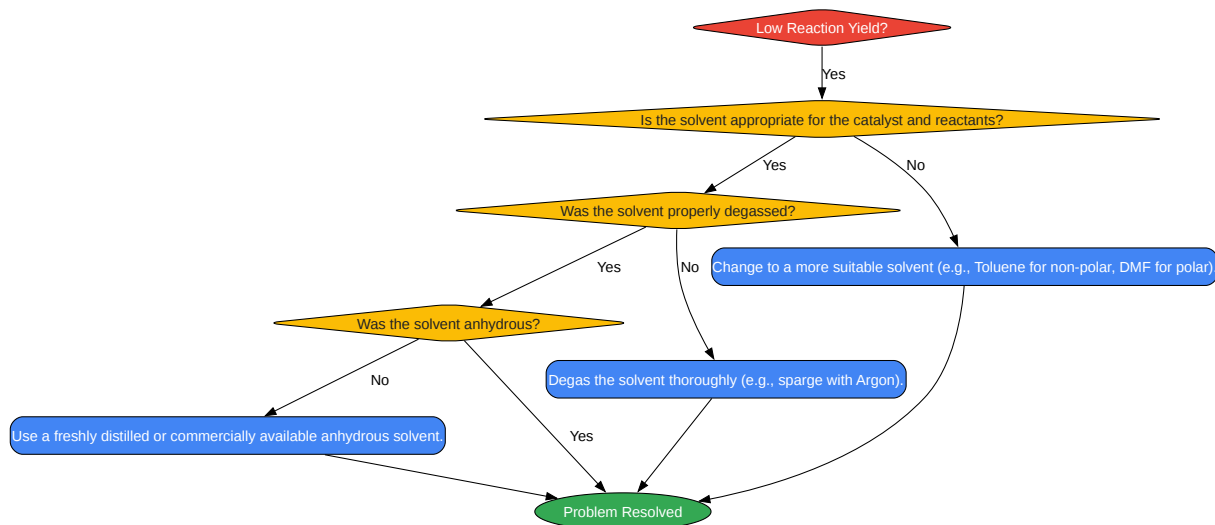 Low Reaction Yield?
Yes
Is the solvent appropriate for the catalyst and reactants?
Yes
No
Was the solvent properly degassed?
Change to a more suitable solvent (e.g., Toluene for non-polar, DMF for polar).
Yes
No
Was the solvent anhydrous?
Degas the solvent thoroughly (e.g., sparge with Argon).
No
Use a freshly distilled or commercially available anhydrous solvent.
Yes
Problem Resolved